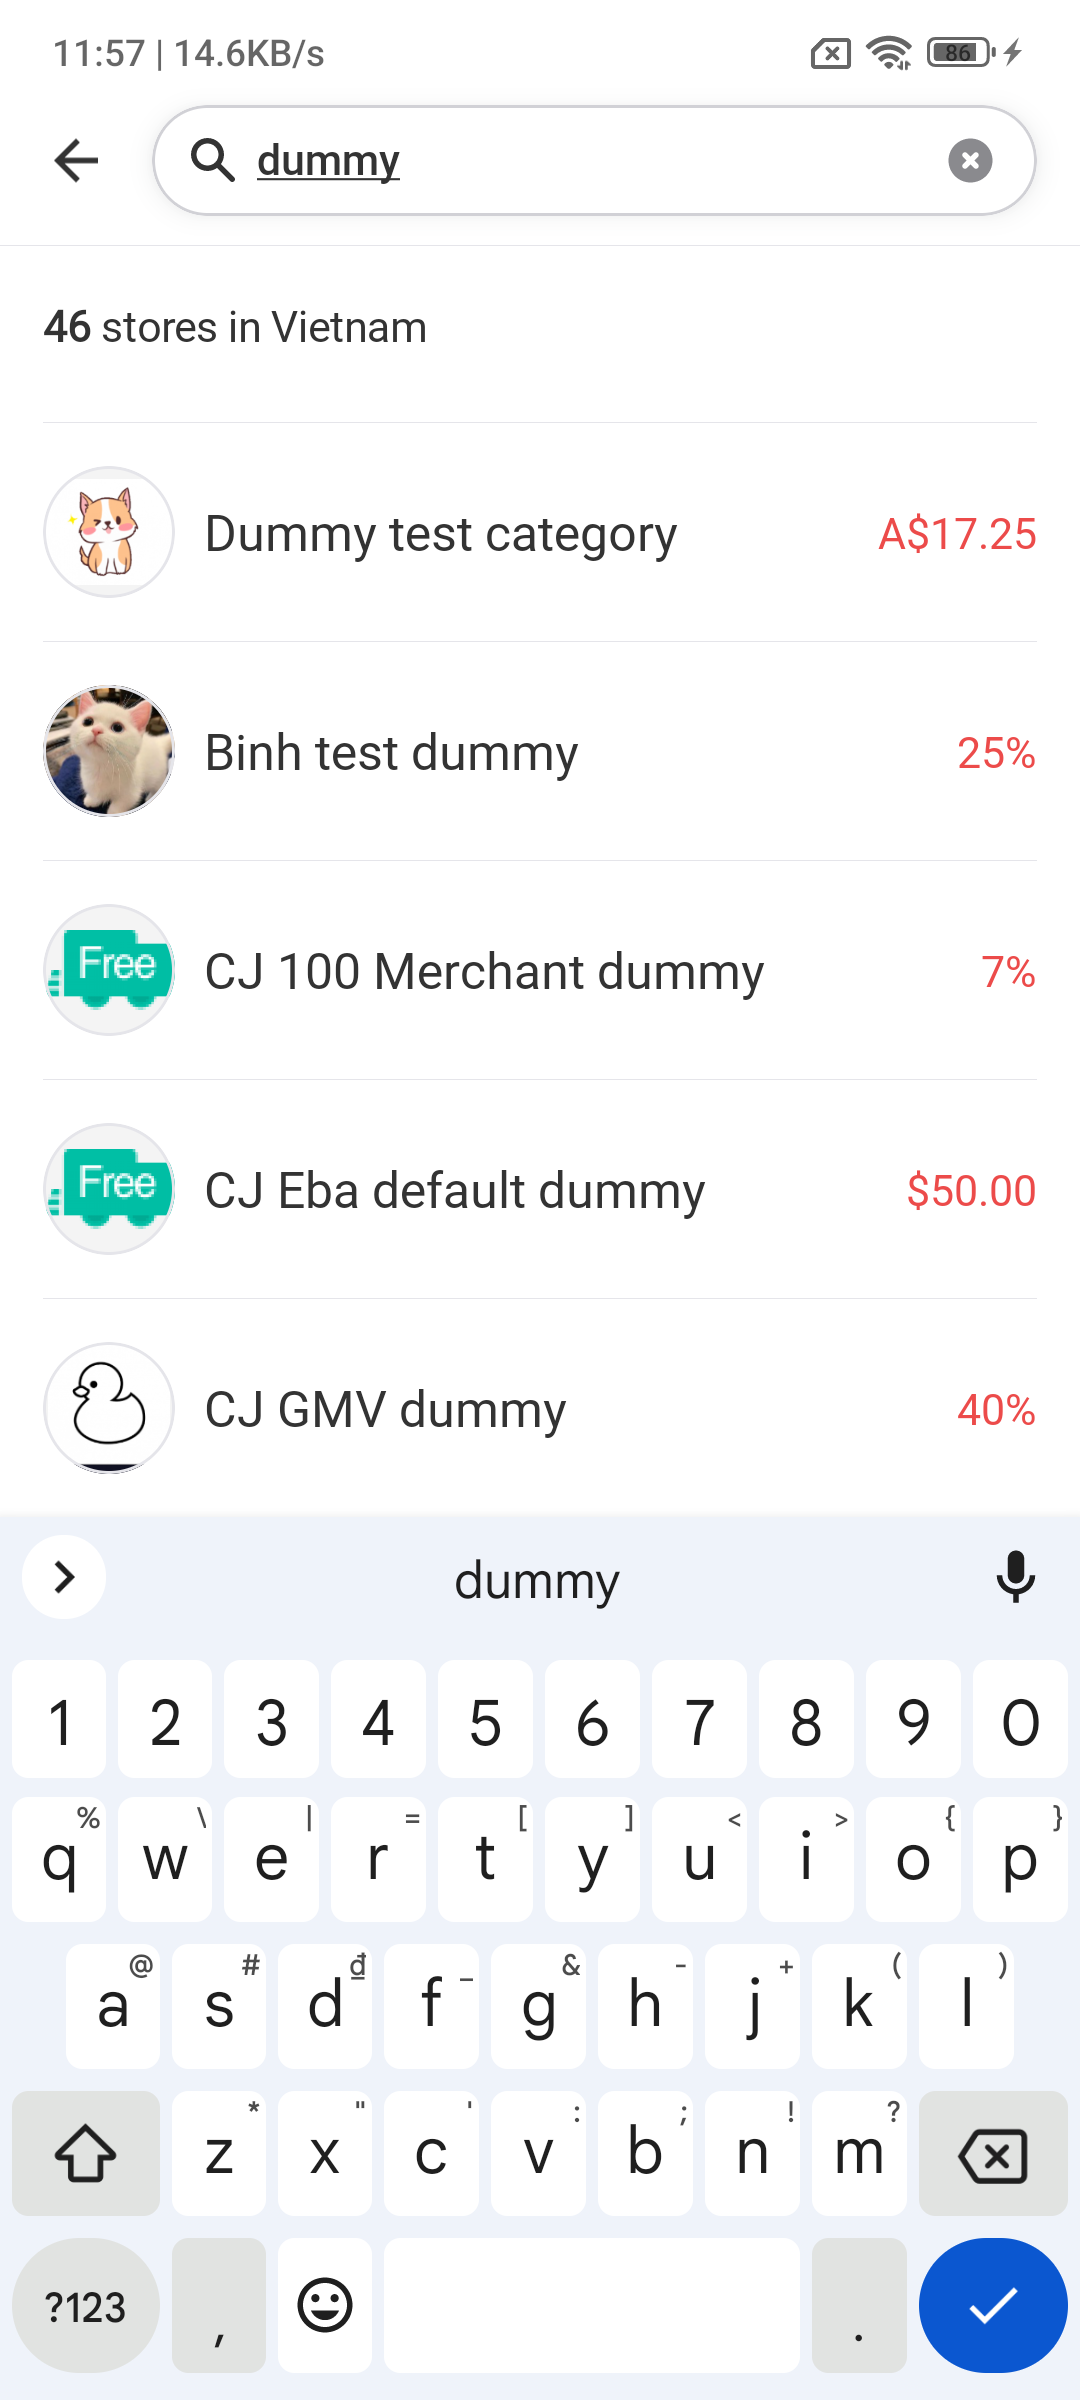 11:57 | 14.6KB/s
86
dummy
46 stores in Vietnam
Dummy test category
A$17.25
Binh test dummy
25%
Free
CJ 100 Merchant dummy
7%
Free
CJ Eba default dummy
$50.00
CJ GMV dummy
40%
dummy
1 2 3 4 5 6 7 8 9 0
% \ | = [ ] < > { }
q w e r t y u i o p
@ # đ _ & - + ( )
a s d f g h j k l
* " ' : ; ! ?
z x c v b n m
?123 , .